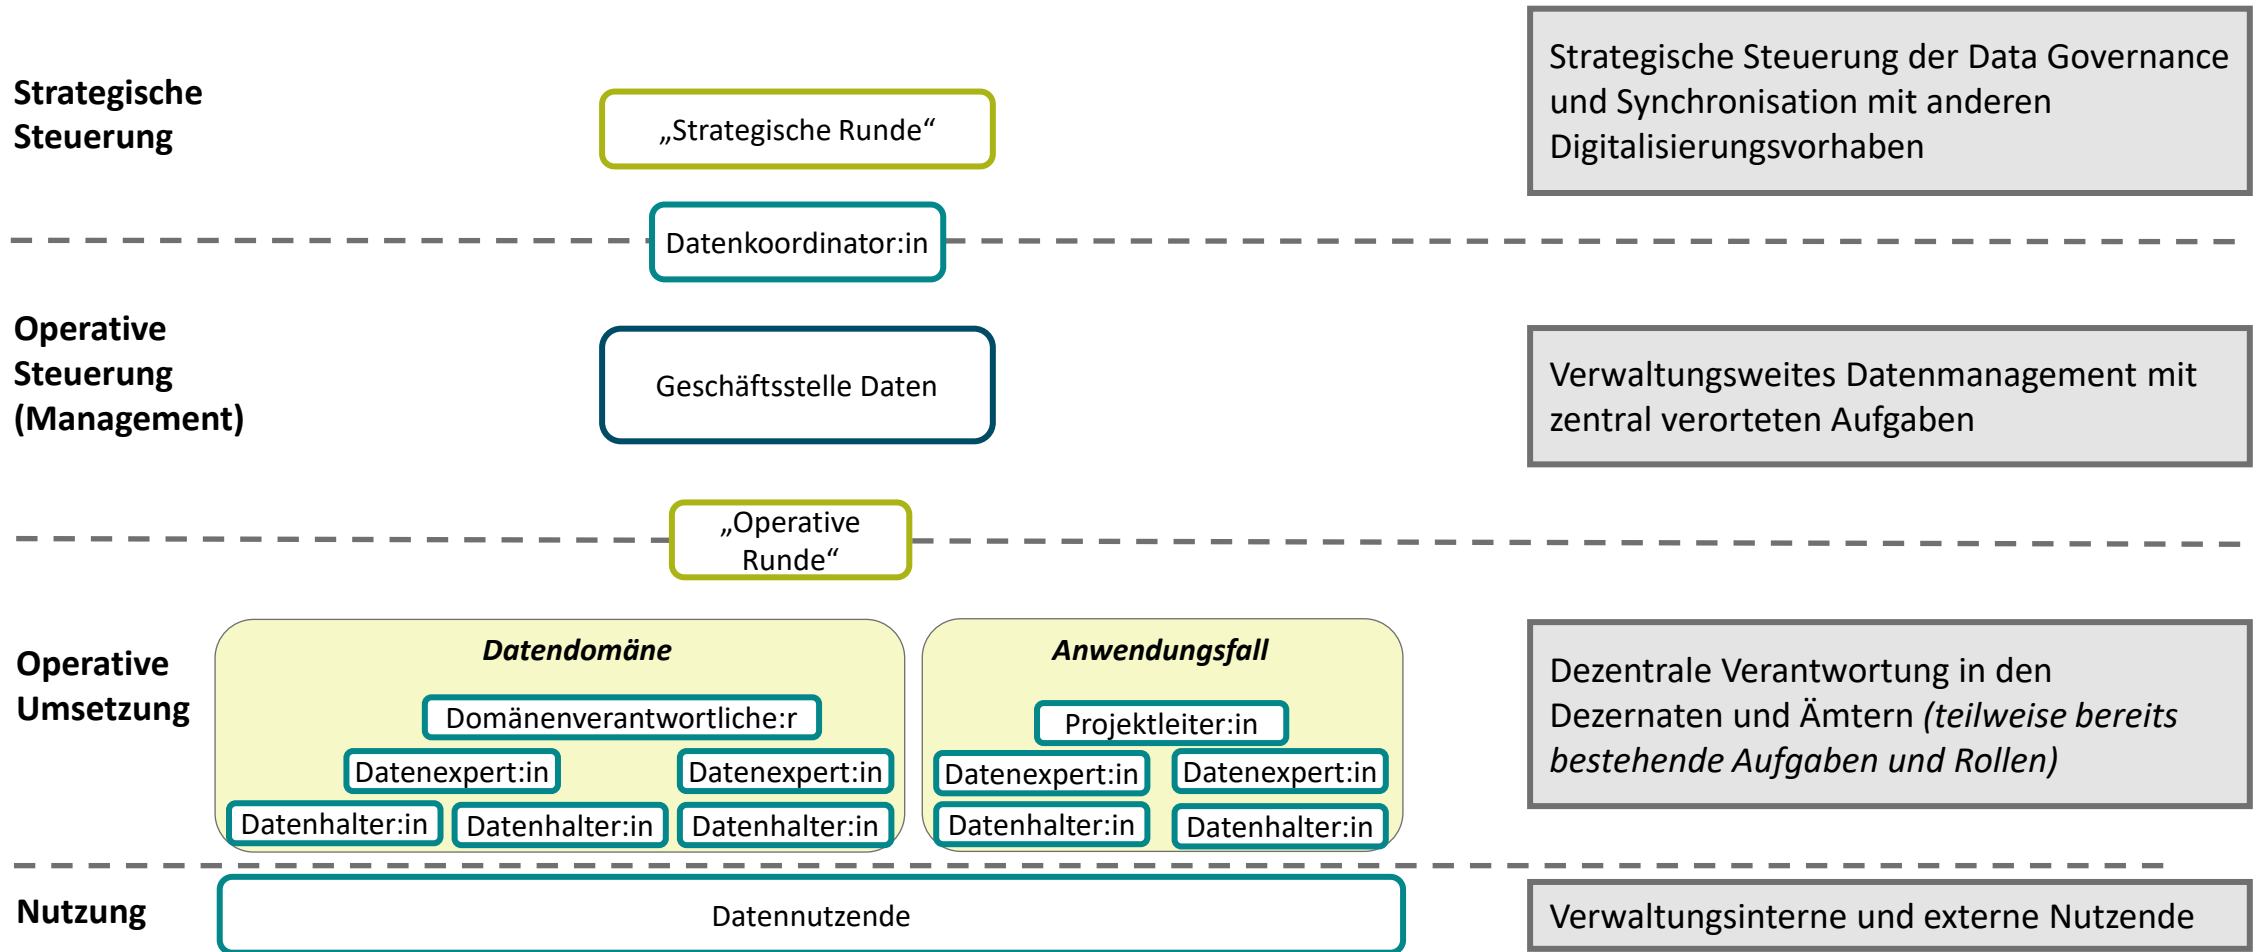 Strategische
Steuerung
„Strategische Runde“
Strategische Steuerung der Data Governance
und Synchronisation mit anderen
Digitalisierungsvorhaben
Datenkoordinator:in
Operative
Steuerung
(Management)
Geschäftsstelle Daten
Verwaltungsweites Datenmanagement mit
zentral verorteten Aufgaben
„Operative
Runde“
Operative
Umsetzung
Datendomäne
Domänenverantwortliche:r
Datenexpert:in
Datenexpert:in
Datenhalter:in
Datenhalter:in
Datenhalter:in
Anwendungsfall
Projektleiter:in
Datenexpert:in
Datenexpert:in
Datenhalter:in
Datenhalter:in
Dezentrale Verantwortung in den
Dezernaten und Ämtern (teilweise bereits
bestehende Aufgaben und Rollen)
Nutzung
Datennutzende
Verwaltungsinterne und externe Nutzende